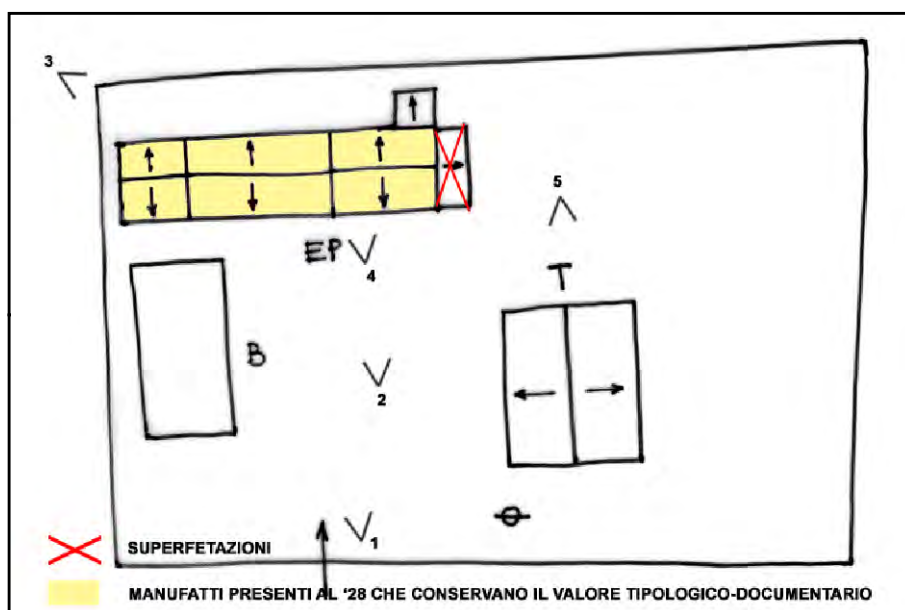 3
5
EP
4
T
B
2
1
SUPERFETAZIONI
MANUFATTI PRESENTI AL '28 CHE CONSERVANO IL VALORE TIPOLOGICO-DOCUMENTARIO